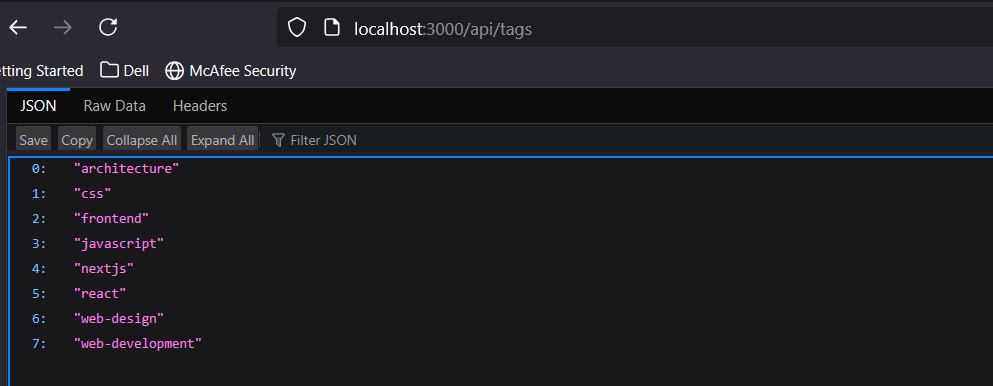 localhost:3000/api/tags
etting Started Dell McAfee Security
JSON Raw Data Headers
Save Copy Collapse All Expand All Filter JSON
0: "architecture"
1: "css"
2: "frontend"
3: "javascript"
4: "nextjs"
5: "react"
6: "web-design"
7: "web-development"